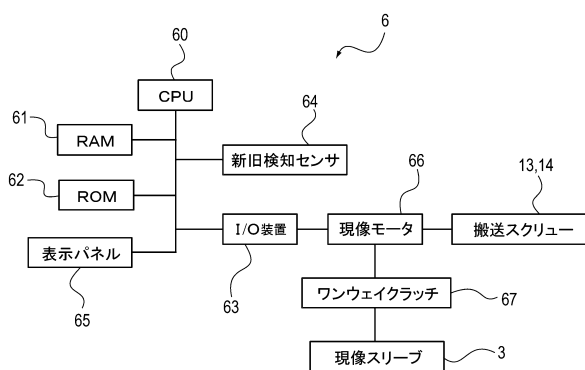 6
60
CPU
61
RAM
64
新旧検知センサ
62
ROM
66
13,14
I/O装置
現像モータ
搬送スクリュー
表示パネル
63
65
ワンウェイクラッチ
67
現像スリーブ
3